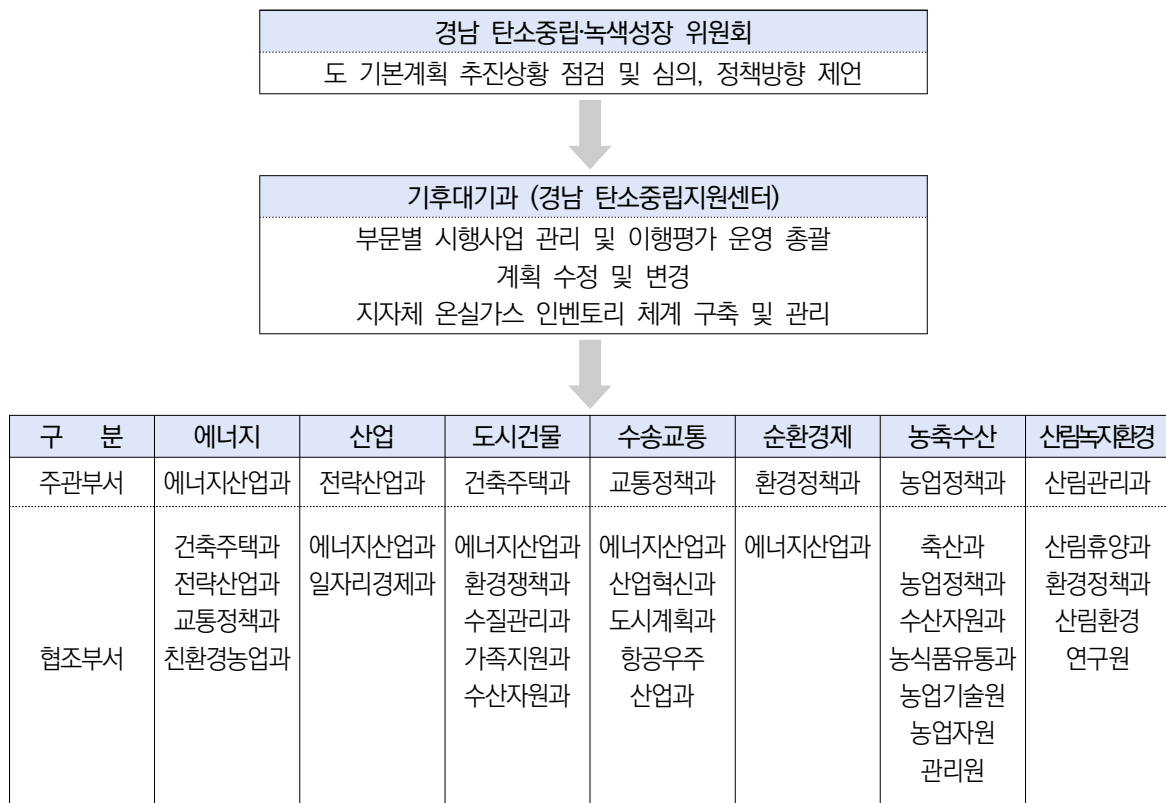 경남 탄소중립·녹색성장 위원회
도 기본계획 추진상황 점검 및 심의, 정책방향 제언
기후대기과 (경남 탄소중립지원센터)
부문별 시행사업 관리 및 이행평가 운영 총괄
계획 수정 및 변경
지자체 온실가스 인벤토리 체계 구축 및 관리
구 분 에너지 산업 도시건물 수송교통 순환경제 농축수산 산림녹지환경
주관부서 에너지산업과 전략산업과 건축주택과 교통정책과 환경정책과 농업정책과 산림관리과
협조부서
건축주택과
전략산업과
교통정책과
친환경농업과
에너지산업과
일자리경제과
에너지산업과
환경쟁책과
수질관리과
가족지원과
수산자원과
에너지산업과
산업혁신과
도시계획과
항공우주
산업과
에너지산업과
축산과
농업정책과
수산자원과
농식품유통과
농업기술원
농업자원
관리원
산림휴양과
환경정책과
산림환경
연구원